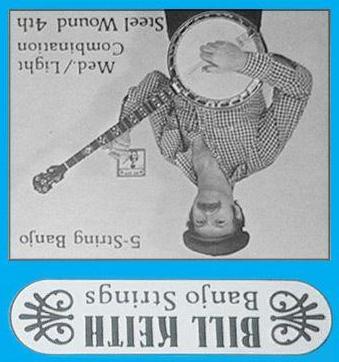 BILL KEITH
Banjo Strings
5-String Banjo
Med./Light
Combination
Steel Wound 4th